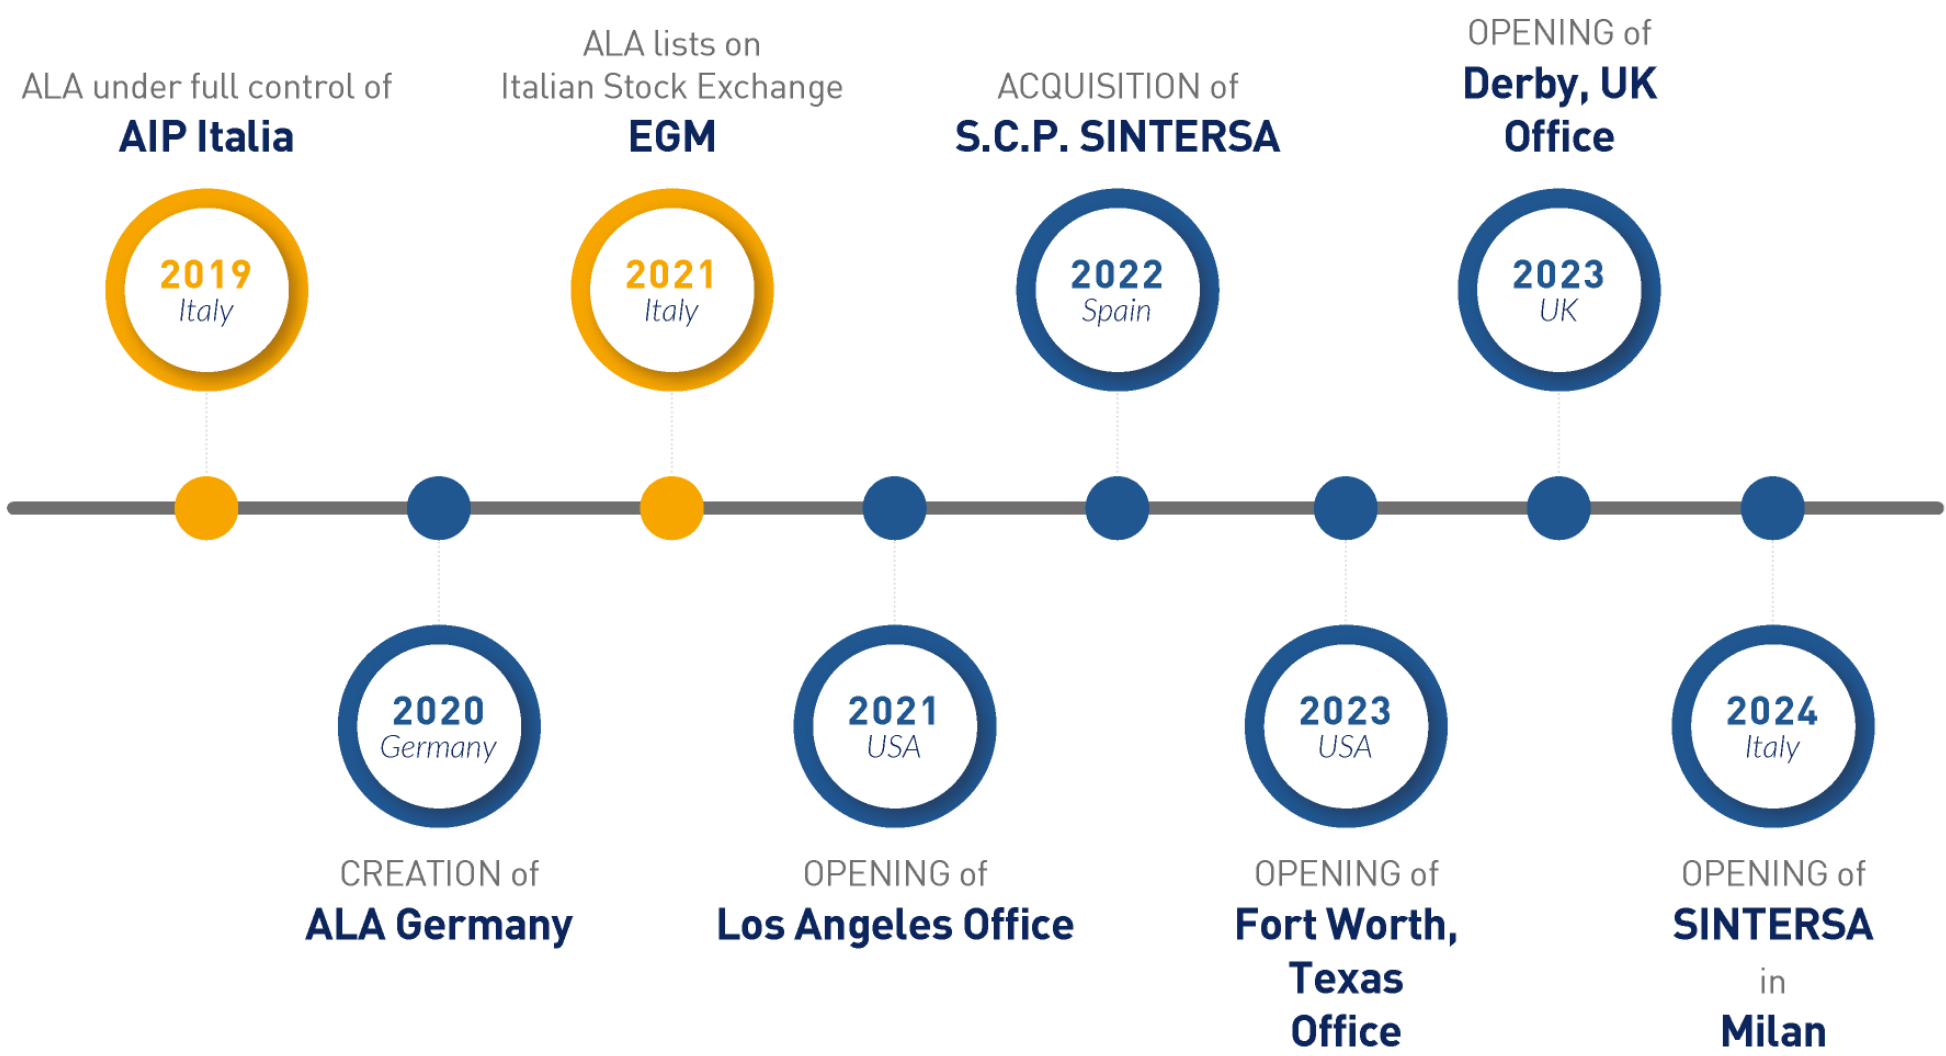 ALA under full control of
AIP Italia
2019
Italy
CREATION of
ALA Germany
2020
Germany
ALA lists on
Italian Stock Exchange
EGM
2021
Italy
2021
USA
OPENING of
Los Angeles Office
ACQUISITION of
S.C.P. SINTERSA
2022
Spain
2023
USA
OPENING of
Fort Worth,
Texas
Office
OPENING of
Derby, UK
Office
2023
UK
2024
Italy
OPENING of
SINTERSA
in
Milan